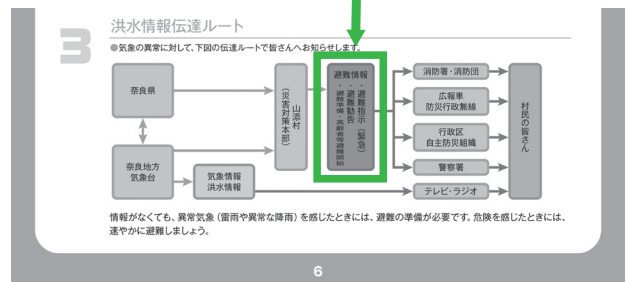 3
洪水情報伝達ルート
●気象の異常に対して、下図の伝達ルートで皆さんへお知らせします。
奈良県
奈良地方
気象台
気象情報
洪水情報
山添村
(災害対策本部)
避難情報
・避難指示(緊急)
・避難勧告
・避難準備・高齢者等避難開始
消防署・消防団
広報車
防災行政無線
行政区
自主防災組織
警察署
テレビ・ラジオ
村民の皆さん
情報がなくても、異常気象(雷雨や異常な降雨)を感じたときには、避難の準備が必要です。危険を感じたときには、
速やかに避難しましょう。
6